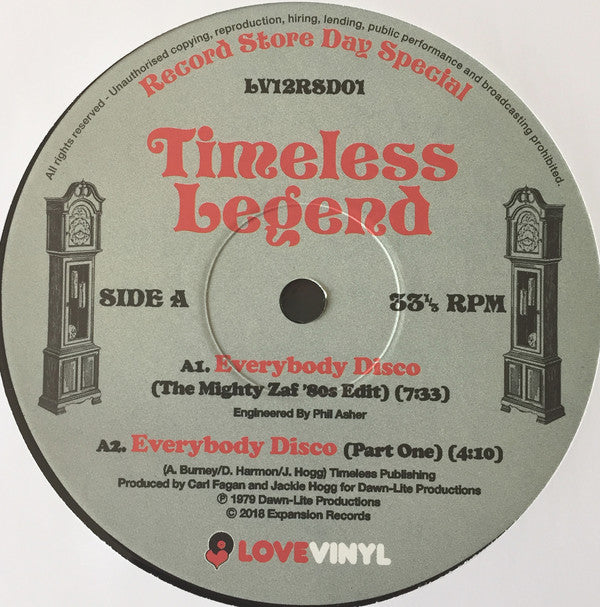 All rights reserved - Unauthorised copying, reproduction, hiring, lending, public performance and broadcasting prohibited.
Record Store Day Special
LV12RSD01
Timeless
Legend
SIDE A
33⅓ RPM
A1. Everybody Disco
(The Mighty Zaf '80s Edit) (7:33)
Engineered By Phil Asher
A2. Everybody Disco (Part One) (4:10)
(A. Burney/D. Harmon/J. Hogg) Timeless Publishing
Produced by Carl Fagan and Jackie Hogg for Dawn-Lite Productions
℗ 1979 Dawn-Lite Productions
© 2018 Expansion Records
LOVEVINYL